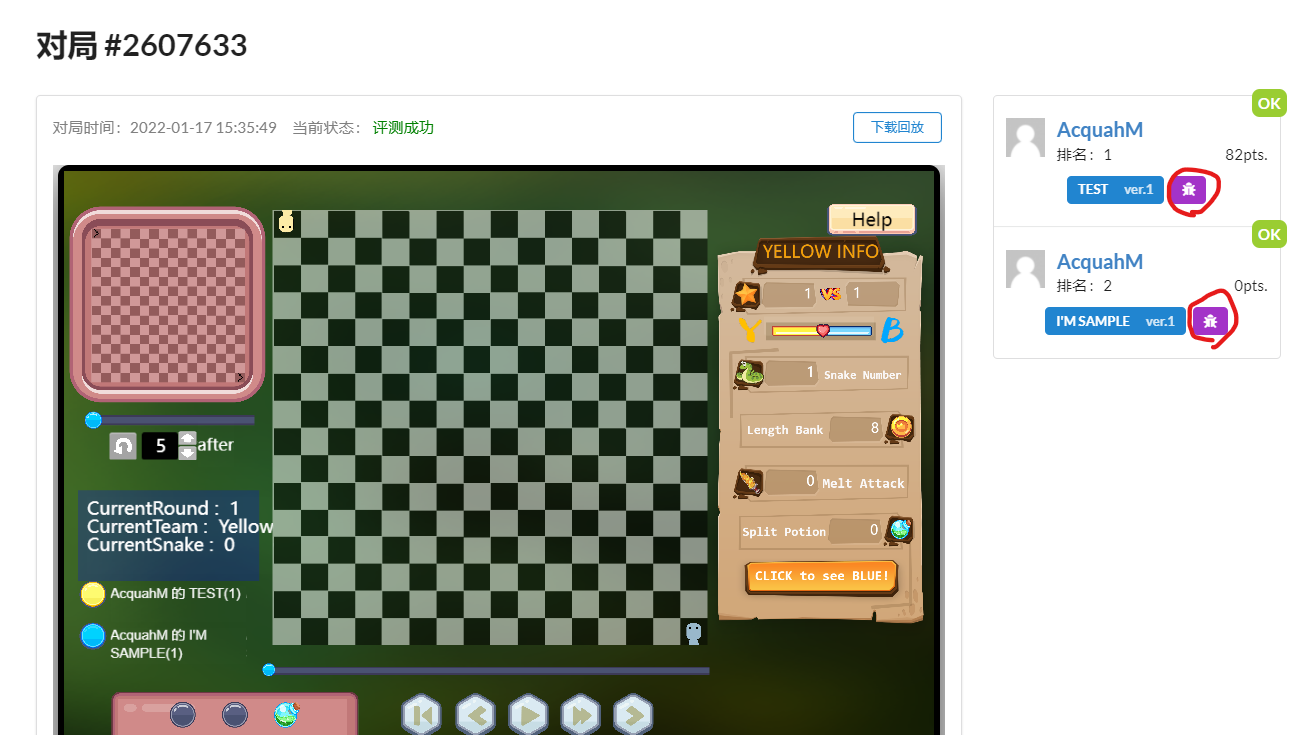 对局 #2607633
对局时间：2022-01-17 15:35:49 当前状态： 评测成功
下载回放
Help
YELLOW INFO
1 VS 1
Y B
1 Snake Number
Length Bank 8
0 Melt Attack
Split Potion 0
CLICK to see BLUE!
5 after
CurrentRound : 1
CurrentTeam : Yellow
CurrentSnake : 0
AcquahM 的 TEST(1)
AcquahM 的 I'M
SAMPLE(1)
OK
AcquahM
排名：1 82pts.
TEST ver.1
OK
AcquahM
排名：2 0pts.
I'M SAMPLE ver.1